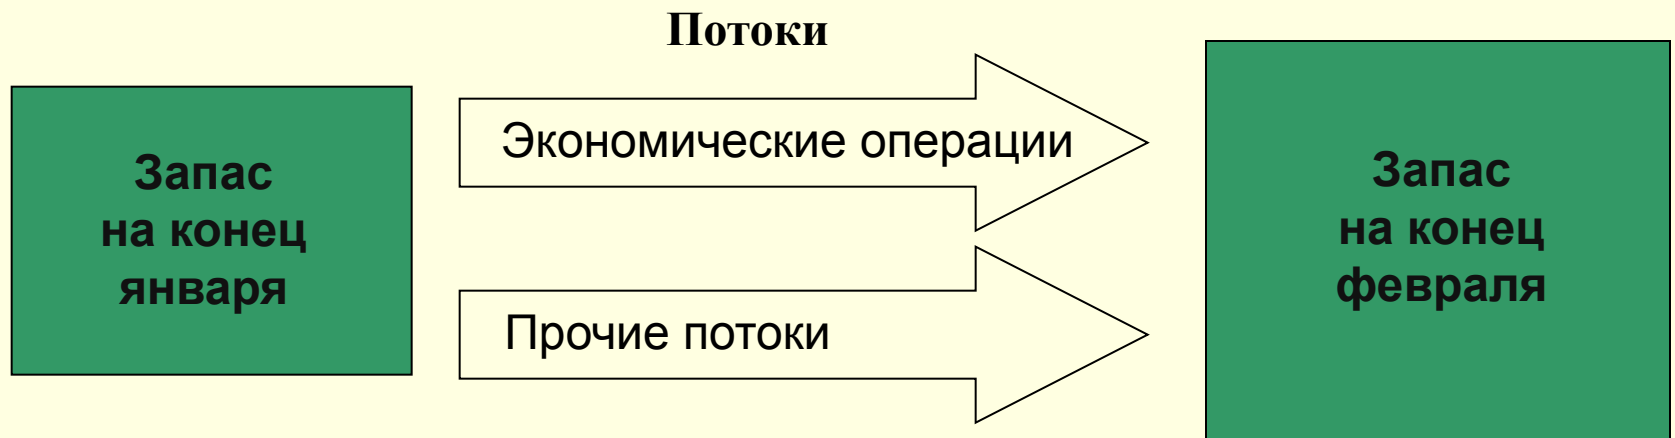 Потоки
Запас
на конец
января
Экономические операции
Прочие потоки
Запас
на конец
февраля